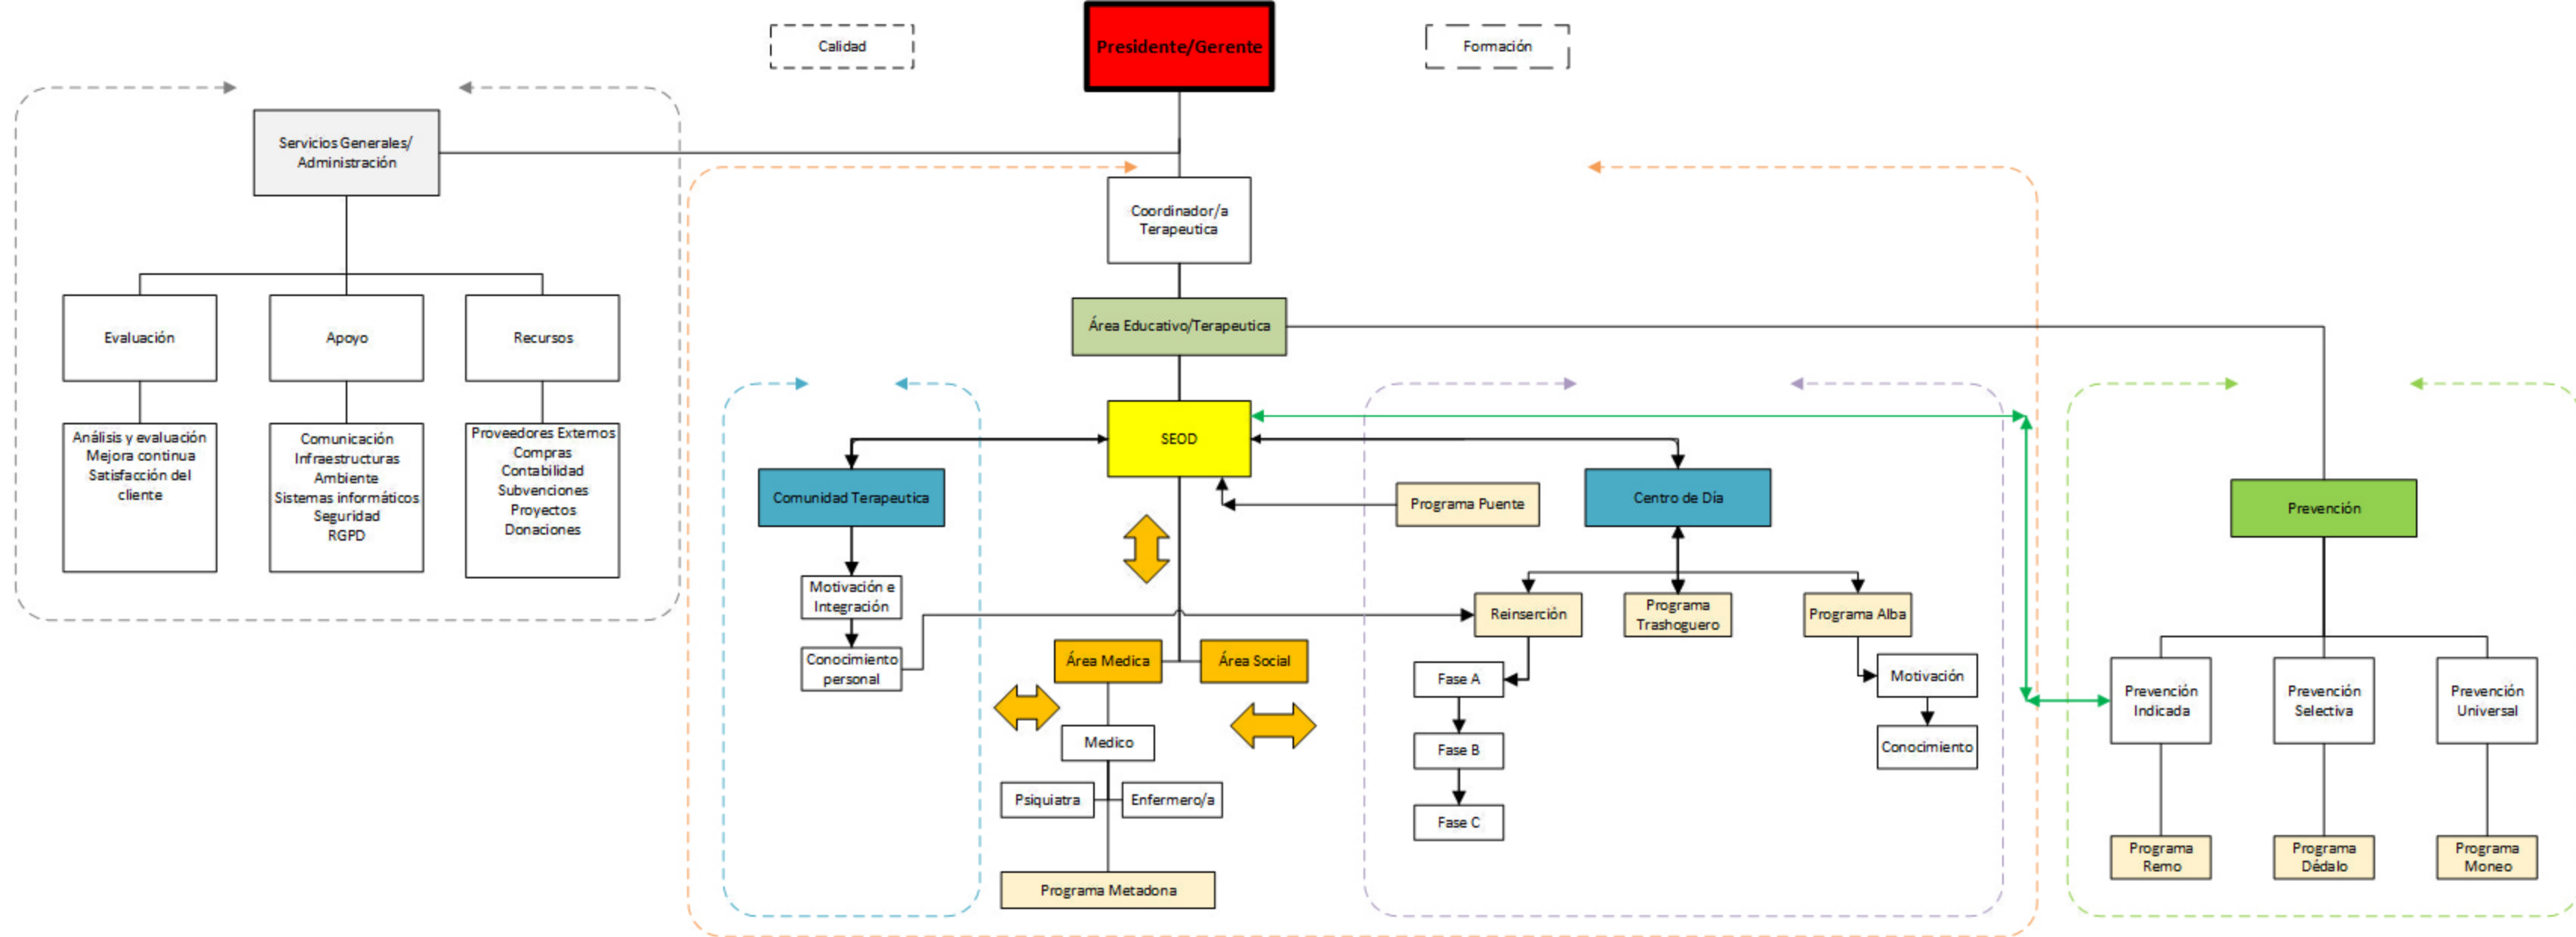 Calidad
Presidente/Gerente
Formación
Servicios Generales/
Administración
Coordinador/a
Terapeutica
Evaluación
Apoyo
Recursos
Área Educativo/Terapeutica
Análisis y evaluación
Mejora continua
Satisfacción del
cliente
Comunicación
Infraestructuras
Ambiente
Sistemas informáticos
Seguridad
RGPD
Proveedores Externos
Compras
Contabilidad
Subvenciones
Proyectos
Donaciones
SEOD
Comunidad Terapeutica
Programa Puente
Centro de Día
Prevención
Motivación e
Integración
Conocimiento
personal
Reinserción
Programa
Trashoguero
Programa Alba
Área Medica
Área Social
Fase A
Fase B
Fase C
Motivación
Conocimiento
Medico
Psiquiatra
Enfermero/a
Programa Metadona
Prevención
Indicada
Prevención
Selectiva
Prevención
Universal
Programa
Remo
Programa
Dédalo
Programa
Moneo